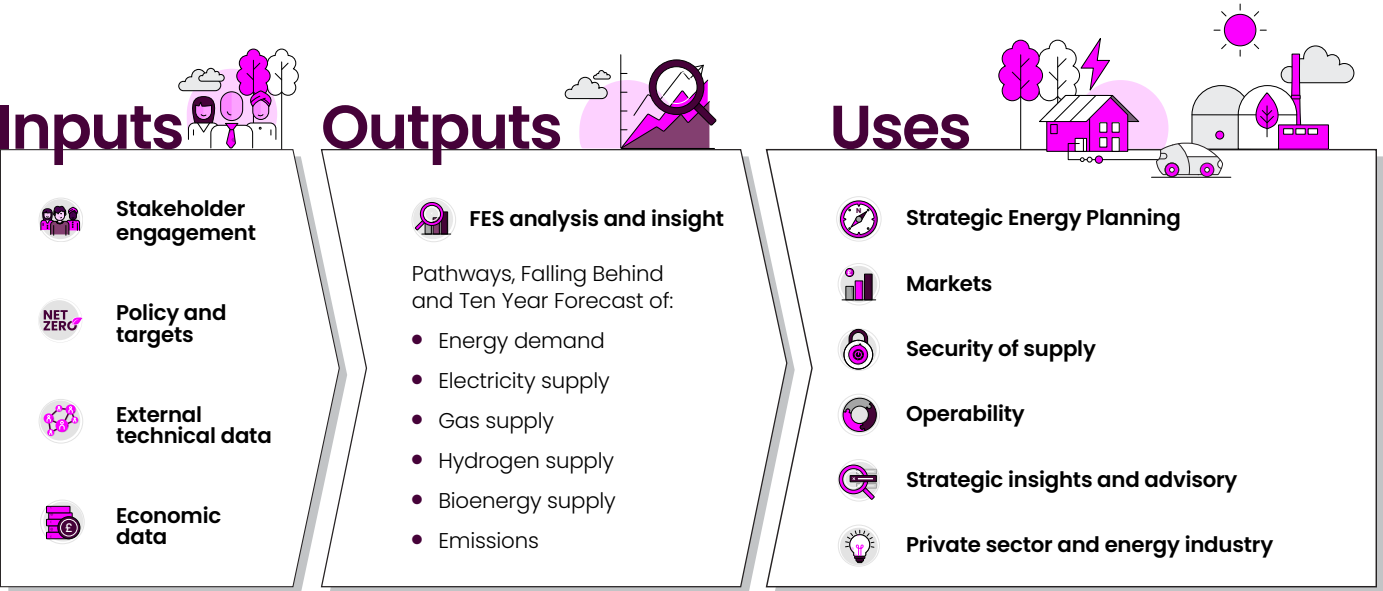 Inputs
Stakeholder
engagement
NET
ZERO
Policy and
targets
External
technical data
£
Economic
data
Outputs
FES analysis and insight
Pathways, Falling Behind
and Ten Year Forecast of:
Energy demand
Electricity supply
Gas supply
Hydrogen supply
Bioenergy supply
Emissions
Uses
N
Strategic Energy Planning
£
Markets
Security of supply
Operability
Strategic insights and advisory
Private sector and energy industry